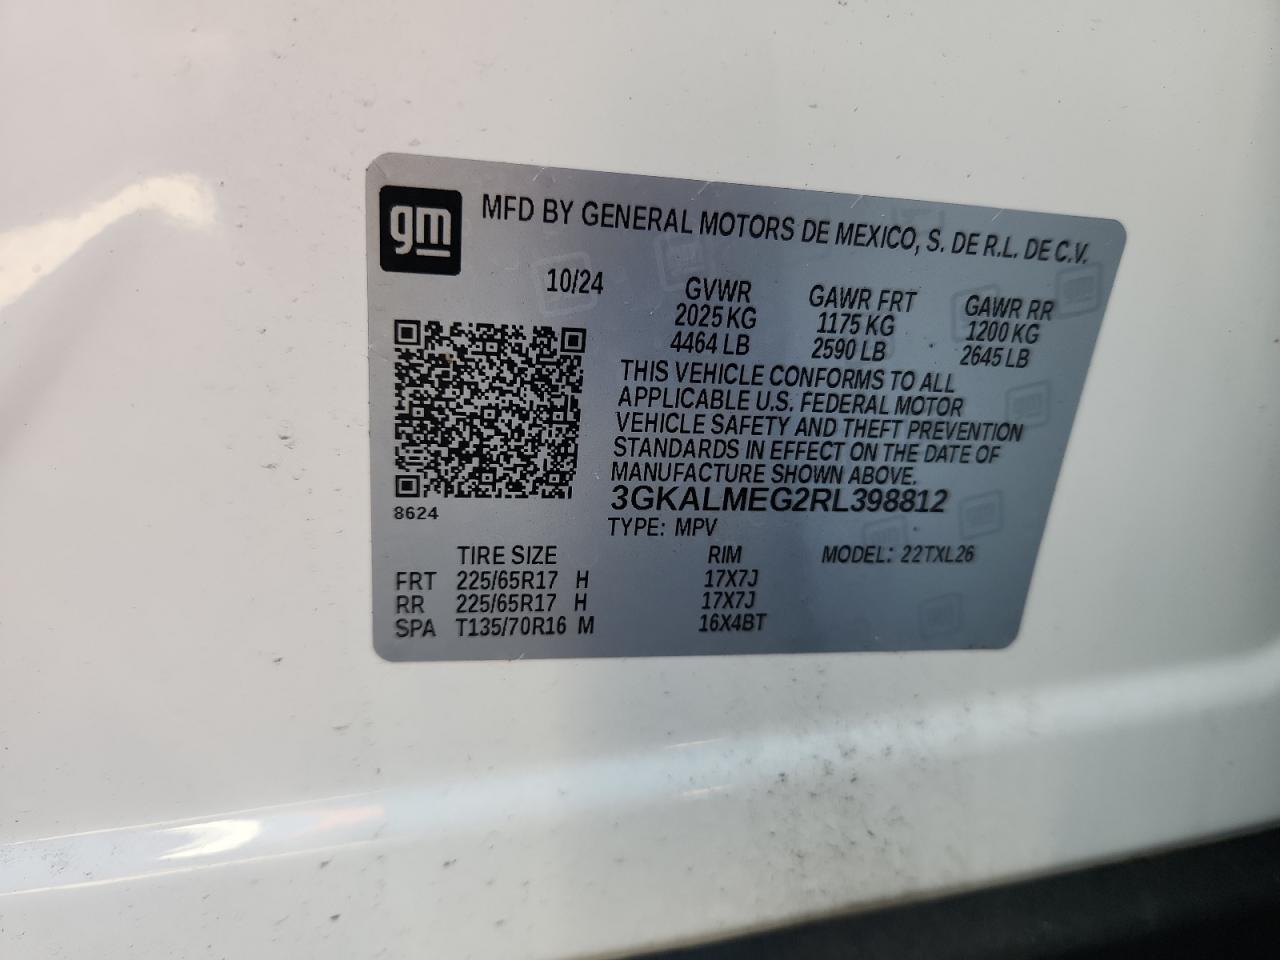 gm
MFD BY GENERAL MOTORS DE MEXICO, S. DE R.L. DE C.V.
10/24 GVWR GAWR FRT GAWR RR
2025 KG 1175 KG 1200 KG
4464 LB 2590 LB 2645 LB
THIS VEHICLE CONFORMS TO ALL
APPLICABLE U.S. FEDERAL MOTOR
VEHICLE SAFETY AND THEFT PREVENTION
STANDARDS IN EFFECT ON THE DATE OF
MANUFACTURE SHOWN ABOVE.
3GKALMEG2RL398812
8624
TYPE: MPV
TIRE SIZE RIM MODEL: 22TXL26
FRT 225/65R17 H 17X7J
RR 225/65R17 H 17X7J
SPA T135/70R16 M 16X4BT